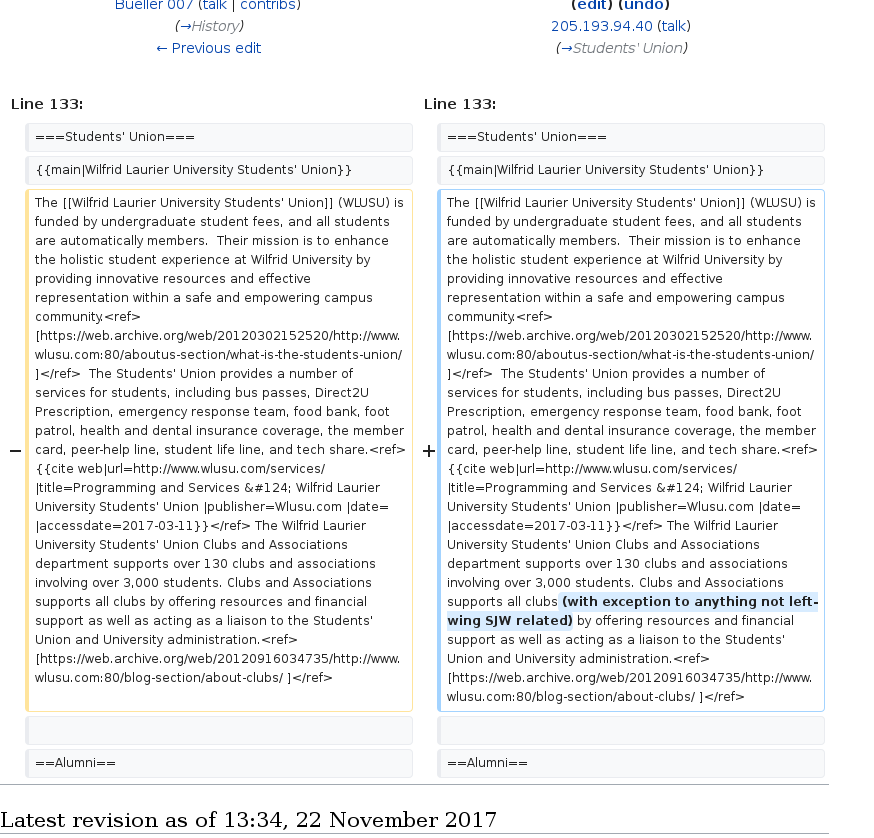 Bueller 007 (talk | contribs)
(→History)
← Previous edit
(edit) (undo)
205.193.94.40 (talk)
(→Students' Union)
Line 133:
===Students' Union===
{{main|Wilfrid Laurier University Students' Union}}
The [[Wilfrid Laurier University Students' Union]] (WLUSU) is
funded by undergraduate student fees, and all students
are automatically members.  Their mission is to enhance
the holistic student experience at Wilfrid University by
providing innovative resources and effective
representation within a safe and empowering campus
community.<ref>
[https://web.archive.org/web/20120302152520/http://www.
wlusu.com:80/aboutus-section/what-is-the-students-union/
]</ref>  The Students' Union provides a number of
services for students, including bus passes, Direct2U
Prescription, emergency response team, food bank, foot
patrol, health and dental insurance coverage, the member
card, peer-help line, student life line, and tech share.<ref>
−
{{cite web|url=http://www.wlusu.com/services/
|title=Programming and Services &#124; Wilfrid Laurier
University Students' Union |publisher=Wlusu.com |date=
|accessdate=2017-03-11}}</ref> The Wilfrid Laurier
University Students' Union Clubs and Associations
department supports over 130 clubs and associations
involving over 3,000 students. Clubs and Associations
supports all clubs by offering resources and financial
support as well as acting as a liaison to the Students'
Union and University administration.<ref>
[https://web.archive.org/web/20120916034735/http://www.
wlusu.com:80/blog-section/about-clubs/ ]</ref>
==Alumni==
Line 133:
===Students' Union===
{{main|Wilfrid Laurier University Students' Union}}
The [[Wilfrid Laurier University Students' Union]] (WLUSU) is
funded by undergraduate student fees, and all students
are automatically members.  Their mission is to enhance
the holistic student experience at Wilfrid University by
providing innovative resources and effective
representation within a safe and empowering campus
community.<ref>
[https://web.archive.org/web/20120302152520/http://www.
wlusu.com:80/aboutus-section/what-is-the-students-union/
]</ref>  The Students' Union provides a number of
services for students, including bus passes, Direct2U
Prescription, emergency response team, food bank, foot
patrol, health and dental insurance coverage, the member
card, peer-help line, student life line, and tech share.<ref>
+
{{cite web|url=http://www.wlusu.com/services/
|title=Programming and Services &#124; Wilfrid Laurier
University Students' Union |publisher=Wlusu.com |date=
|accessdate=2017-03-11}}</ref> The Wilfrid Laurier
University Students' Union Clubs and Associations
department supports over 130 clubs and associations
involving over 3,000 students. Clubs and Associations
supports all clubs (with exception to anything not left-
wing SJW related) by offering resources and financial
support as well as acting as a liaison to the Students'
Union and University administration.<ref>
[https://web.archive.org/web/20120916034735/http://www.
wlusu.com:80/blog-section/about-clubs/ ]</ref>
==Alumni==
Latest revision as of 13:34, 22 November 2017